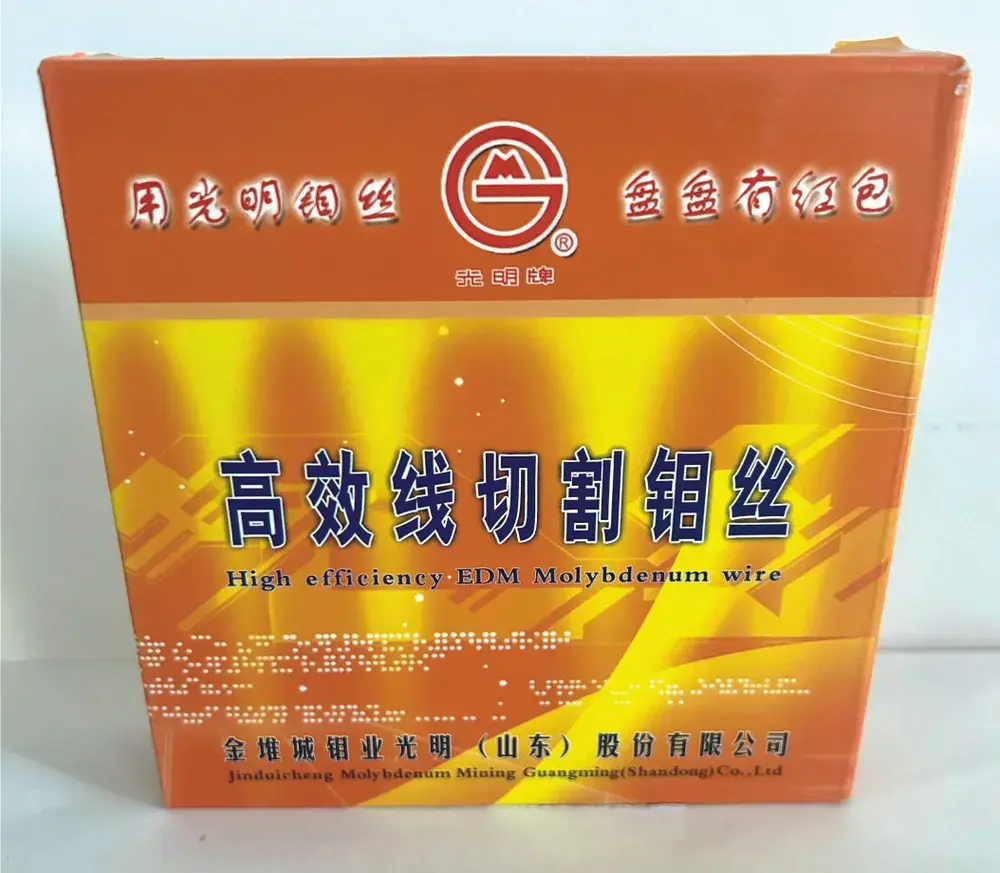 用光明钼丝
盘盘有红包
®
光明牌
高效线切割钼丝
High efficiency·EDM Molybdenum wire
金堆城钼业光明（山东）股份有限公司
Jinduicheng Molybdenum Mining Guangming(Shandong)Co.,Ltd